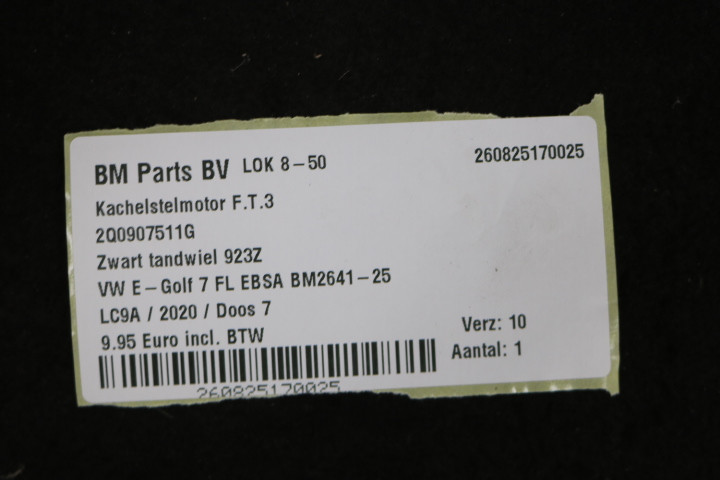 BM Parts BV LOK 8-50 260825170025
Kachelstelmotor F.T.3
2Q0907511G
Zwart tandwiel 923Z
VW E-Golf 7 FL EBSA BM2641-25
LC9A / 2020 / Doos 7
9.95 Euro incl. BTW
Verz: 10
Aantal: 1
260825170025